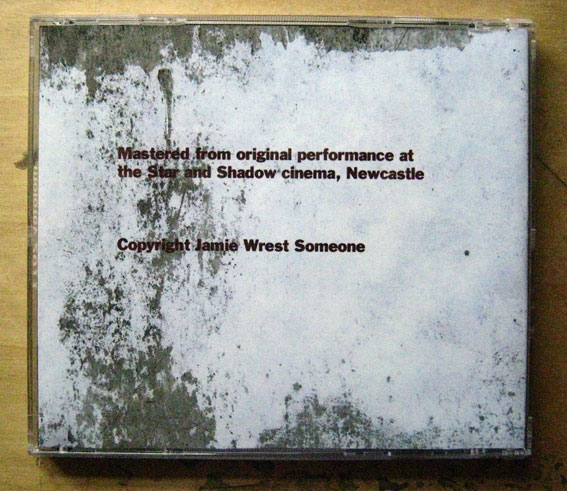 Mastered from original performance at
the Star and Shadow cinema, Newcastle
Copyright Jamie Wrest Someone